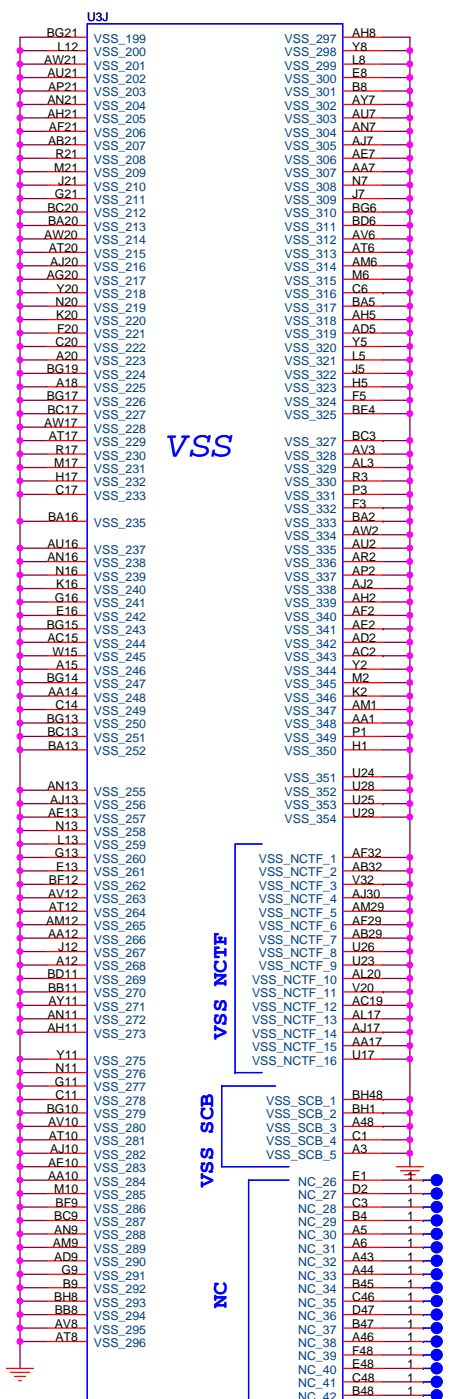 U3J
BG21 VSS_199
L12 VSS_200
AW21 VSS_201
AU21 VSS_202
AP21 VSS_203
AN21 VSS_204
AH21 VSS_205
AF21 VSS_206
AB21 VSS_207
R21 VSS_208
M21 VSS_209
J21 VSS_210
G21 VSS_211
BC20 VSS_212
BA20 VSS_213
AW20 VSS_214
AT20 VSS_215
AJ20 VSS_216
AG20 VSS_217
Y20 VSS_218
N20 VSS_219
K20 VSS_220
F20 VSS_221
C20 VSS_222
A20 VSS_223
BG19 VSS_224
A18 VSS_225
BG17 VSS_226
BC17 VSS_227
AW17 VSS_228
AT17 VSS_229
R17 VSS_230
M17 VSS_231
H17 VSS_232
C17 VSS_233
BA16 VSS_235
AU16 VSS_237
AN16 VSS_238
N16 VSS_239
K16 VSS_240
G16 VSS_241
E16 VSS_242
BG15 VSS_243
AC15 VSS_244
W15 VSS_245
A15 VSS_246
BG14 VSS_247
AA14 VSS_248
C14 VSS_249
BG13 VSS_250
BC13 VSS_251
BA13 VSS_252
AN13 VSS_255
AJ13 VSS_256
AE13 VSS_257
N13 VSS_258
L13 VSS_259
G13 VSS_260
E13 VSS_261
BF12 VSS_262
AV12 VSS_263
AT12 VSS_264
AM12 VSS_265
AA12 VSS_266
J12 VSS_267
A12 VSS_268
BD11 VSS_269
BB11 VSS_270
AY11 VSS_271
AN11 VSS_272
AH11 VSS_273
Y11 VSS_275
N11 VSS_276
G11 VSS_277
C11 VSS_278
BG10 VSS_279
AV10 VSS_280
AT10 VSS_281
AJ10 VSS_282
AE10 VSS_283
AA10 VSS_284
M10 VSS_285
BF9 VSS_286
BC9 VSS_287
AN9 VSS_288
AM9 VSS_289
AD9 VSS_290
G9 VSS_291
B9 VSS_292
BH8 VSS_293
BB8 VSS_294
AV8 VSS_295
AT8 VSS_296
VSS
VSS_297 AH8
VSS_298 Y8
VSS_299 L8
VSS_300 E8
VSS_301 B8
VSS_302 AY7
VSS_303 AU7
VSS_304 AN7
VSS_305 AJ7
VSS_306 AE7
VSS_307 AA7
VSS_308 N7
VSS_309 J7
VSS_310 BG6
VSS_311 BD6
VSS_312 AV6
VSS_313 AT6
VSS_314 AM6
VSS_315 M6
VSS_316 C6
VSS_317 BA5
VSS_318 AH5
VSS_319 AD5
VSS_320 Y5
VSS_321 L5
VSS_322 J5
VSS_323 H5
VSS_324 F5
VSS_325 BE4
VSS_327 BC3
VSS_328 AV3
VSS_329 AL3
VSS_330 R3
VSS_331 P3
VSS_332 F3
VSS_333 BA2
VSS_334 AW2
VSS_335 AU2
VSS_336 AR2
VSS_337 AP2
VSS_338 AJ2
VSS_339 AH2
VSS_340 AF2
VSS_341 AE2
VSS_342 AD2
VSS_343 AC2
VSS_344 Y2
VSS_345 M2
VSS_346 K2
VSS_347 AM1
VSS_348 AA1
VSS_349 P1
VSS_350 H1
VSS_351 U24
VSS_352 U28
VSS_353 U25
VSS_354 U29
VSS NCTF
VSS_NCTF_1 AF32
VSS_NCTF_2 AB32
VSS_NCTF_3 V32
VSS_NCTF_4 AJ30
VSS_NCTF_5 AM29
VSS_NCTF_6 AF29
VSS_NCTF_7 AB29
VSS_NCTF_8 U26
VSS_NCTF_9 U23
VSS_NCTF_10 AL20
VSS_NCTF_11 V20
VSS_NCTF_12 AC19
VSS_NCTF_13 AL17
VSS_NCTF_14 AJ17
VSS_NCTF_15 AA17
VSS_NCTF_16 U17
VSS SCB
VSS_SCB_1 BH48
VSS_SCB_2 BH1
VSS_SCB_3 A48
VSS_SCB_4 C1
VSS_SCB_5 A3
NC
NC_26 E1 1
NC_27 D2 1
NC_28 C3 1
NC_29 B4 1
NC_30 A5 1
NC_31 A6 1
NC_32 A43 1
NC_33 A44 1
NC_34 B45 1
NC_35 C46 1
NC_36 D47 1
NC_37 B47 1
NC_38 A46 1
NC_39 F48 1
NC_40 E48 1
NC_41 C48 1
NC_42 B48 1